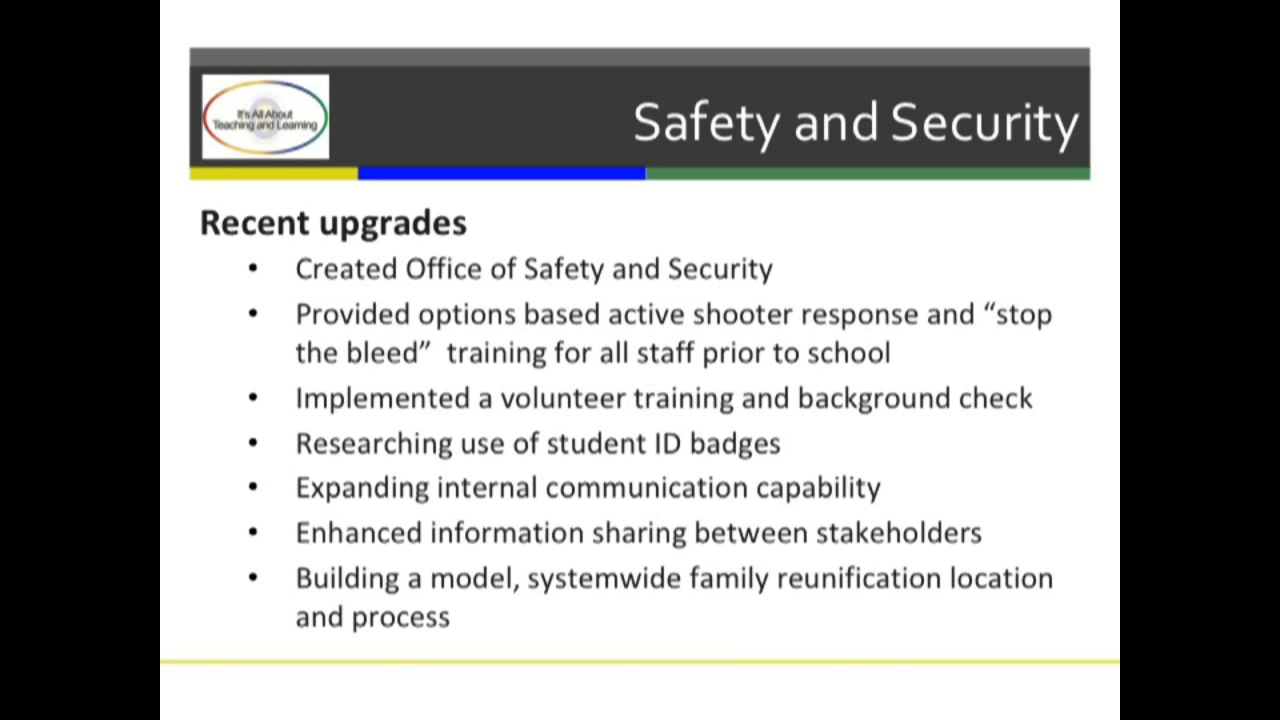 It's All About
Teaching and Learning
Safety and Security
Recent upgrades
• Created Office of Safety and Security
• Provided options based active shooter response and “stop
the bleed”  training for all staff prior to school
• Implemented a volunteer training and background check
• Researching use of student ID badges
• Expanding internal communication capability
• Enhanced information sharing between stakeholders
• Building a model, systemwide family reunification location
and process